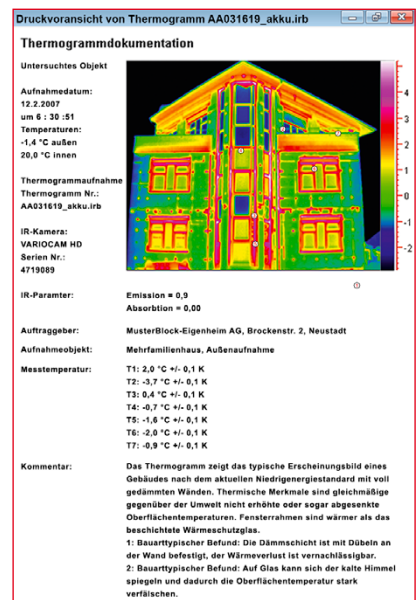 Druckvoransicht von Thermogramm AA031619_akku.irb
Thermogrammdokumentation
Untersuchtes Objekt
Aufnahmedatum:
12.2.2007
um 6 : 30 :51
Temperaturen:
-1,4 °C außen
20,0 °C innen
Thermogrammaufnahme
Thermogramm Nr.:
AA031619_akku.irb
IR-Kamera:
VARIOCAM HD
Serien Nr.:
4719089
4
3
2
1
0
-1
-2
IR-Paramter: Emission = 0,9
Absorbtion = 0,00
Auftraggeber: MusterBlock-Eigenheim AG, Brockenstr. 2, Neustadt
Aufnahmeobjekt: Mehrfamilienhaus, Außenaufnahme
Messtemperatur: T1: 2,0 °C +/- 0,1 K
T2: -3,7 °C +/- 0,1 K
T3: 0,4 °C +/- 0,1 K
T4: -0,7 °C +/- 0,1 K
T5: -1,6 °C +/- 0,1 K
T6: -2,0 °C +/- 0,1 K
T7: -0,9 °C +/- 0,1 K
Kommentar: Das Thermogramm zeigt das typische Erscheinungsbild eines
Gebäudes nach dem aktuellen Niedrigenergiestandard mit voll
gedämmten Wänden. Thermische Merkmale sind gleichmäßige
gegenüber der Umwelt nicht erhöhte oder sogar abgesenkte
Oberflächentemperaturen. Fensterrahmen sind wärmer als das
beschichtete Wärmeschutzglas.
1: Bauarttypischer Befund: Die Dämmschicht ist mit Dübeln an
der Wand befestigt, der Wärmeverlust ist vernachlässigbar.
2: Bauarttypischer Befund: Auf Glas kann sich der kalte Himmel
spiegeln und dadurch die Oberflächentemperatur stark
verfälschen.